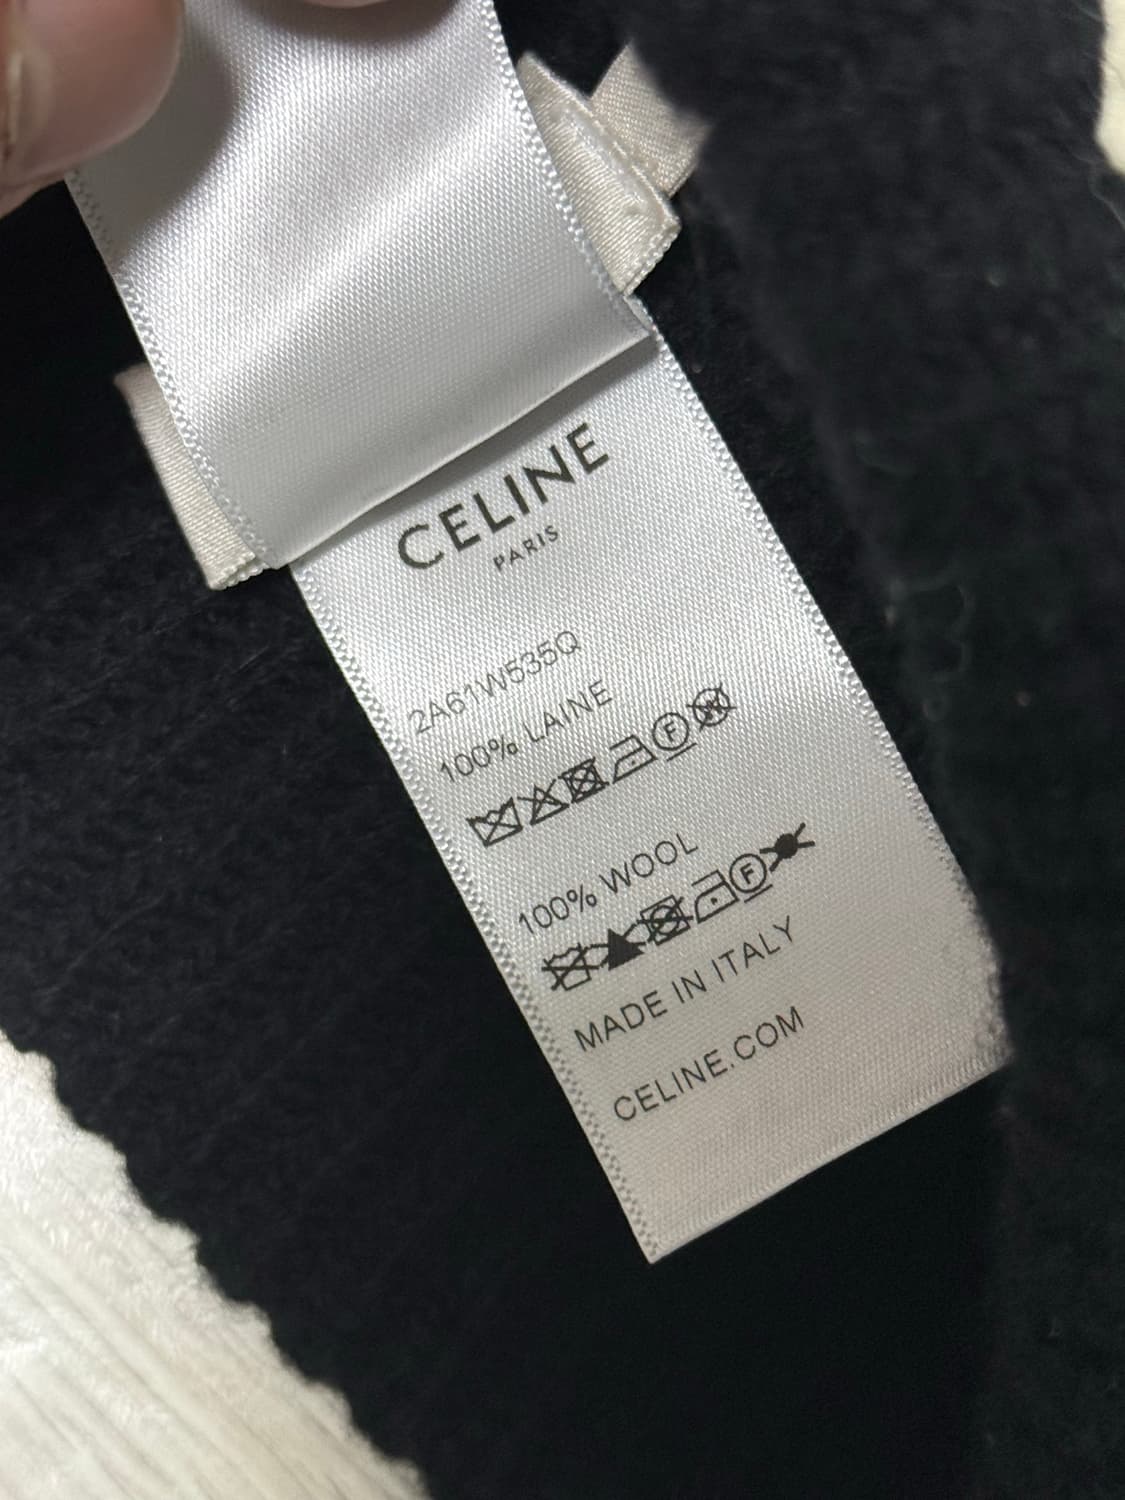 CELINE
PARIS
2A61W535Q
100% LAINE
F W
100% WOOL
F
MADE IN ITALY
CELINE.COM